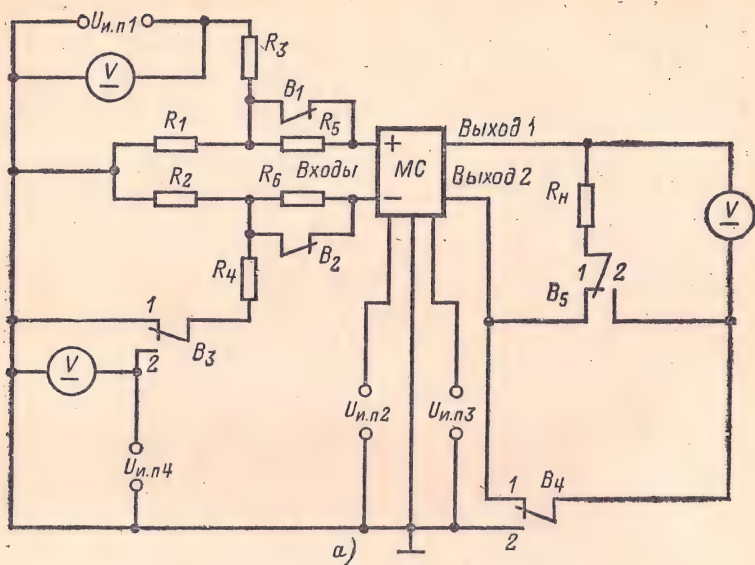 Uи.п1
V
R3
B1
R1
R5
+
Выход 1
R2
R6
Входы
МС
Выход 2
−
Rн
V
R4
B2
1
2
B5
1
B3
2
V
Uи.п2
Uи.п3
Uи.п4
1
B4
2
а)